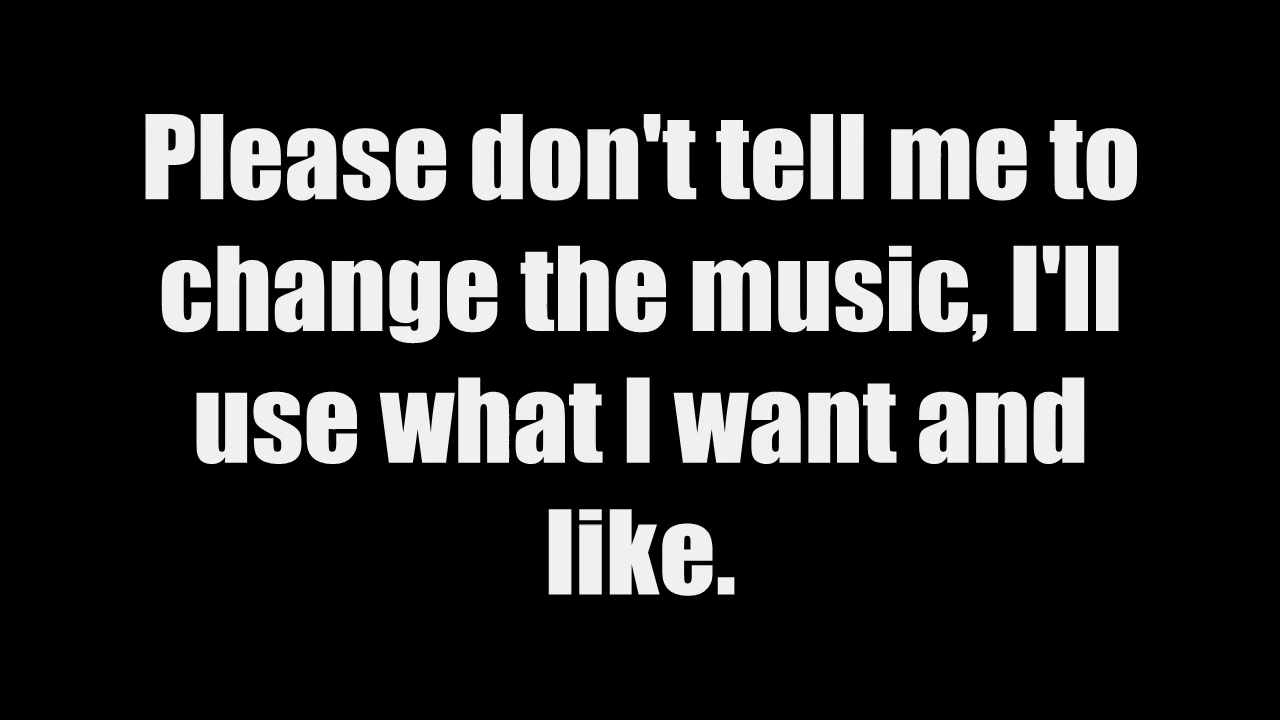 Please don't tell me to
change the music, I'll
use what I want and
like.